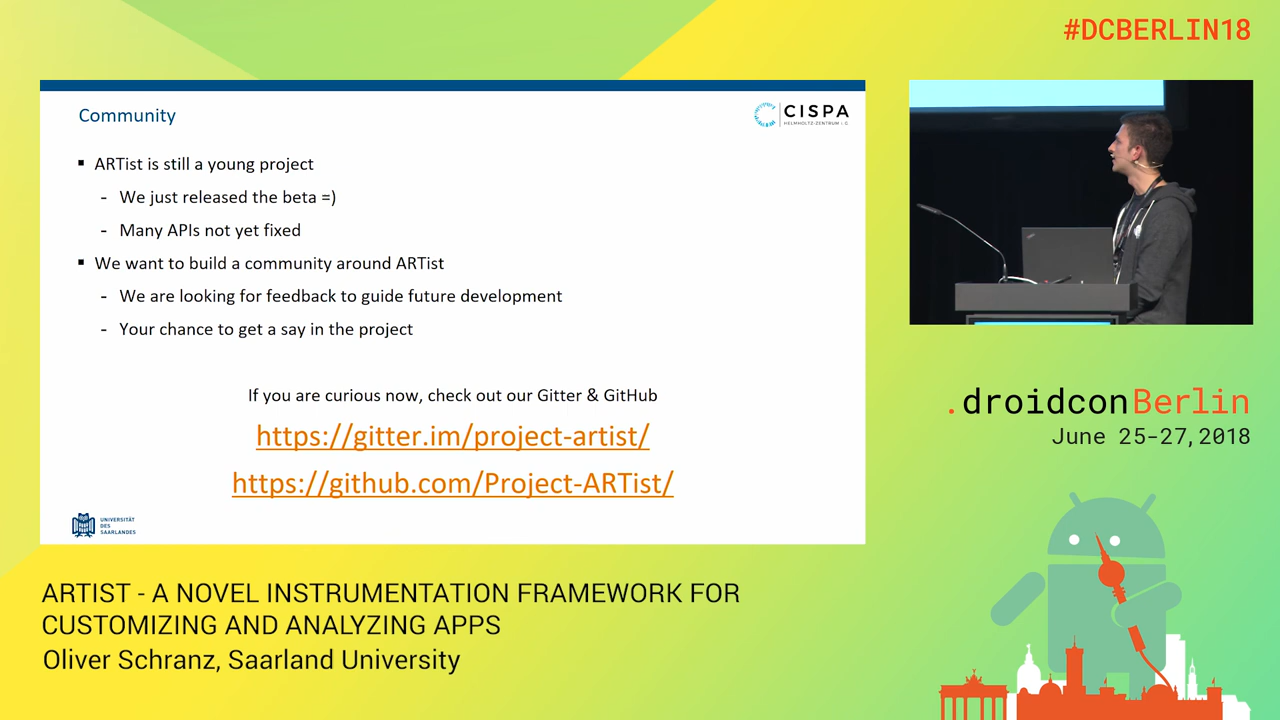 #DCBERLIN18
Community
CISPA
HELMHOLTZ-ZENTRUM I.G.
▪ ARTist is still a young project
- We just released the beta =)
- Many APIs not yet fixed
▪ We want to build a community around ARTist
- We are looking for feedback to guide future development
- Your chance to get a say in the project
If you are curious now, check out our Gitter & GitHub
https://gitter.im/project-artist/
https://github.com/Project-ARTist/
UNIVERSITÄT
DES
SAARLANDES
.droidconBerlin
June 25-27,2018
ARTIST - A NOVEL INSTRUMENTATION FRAMEWORK FOR
CUSTOMIZING AND ANALYZING APPS
Oliver Schranz, Saarland University